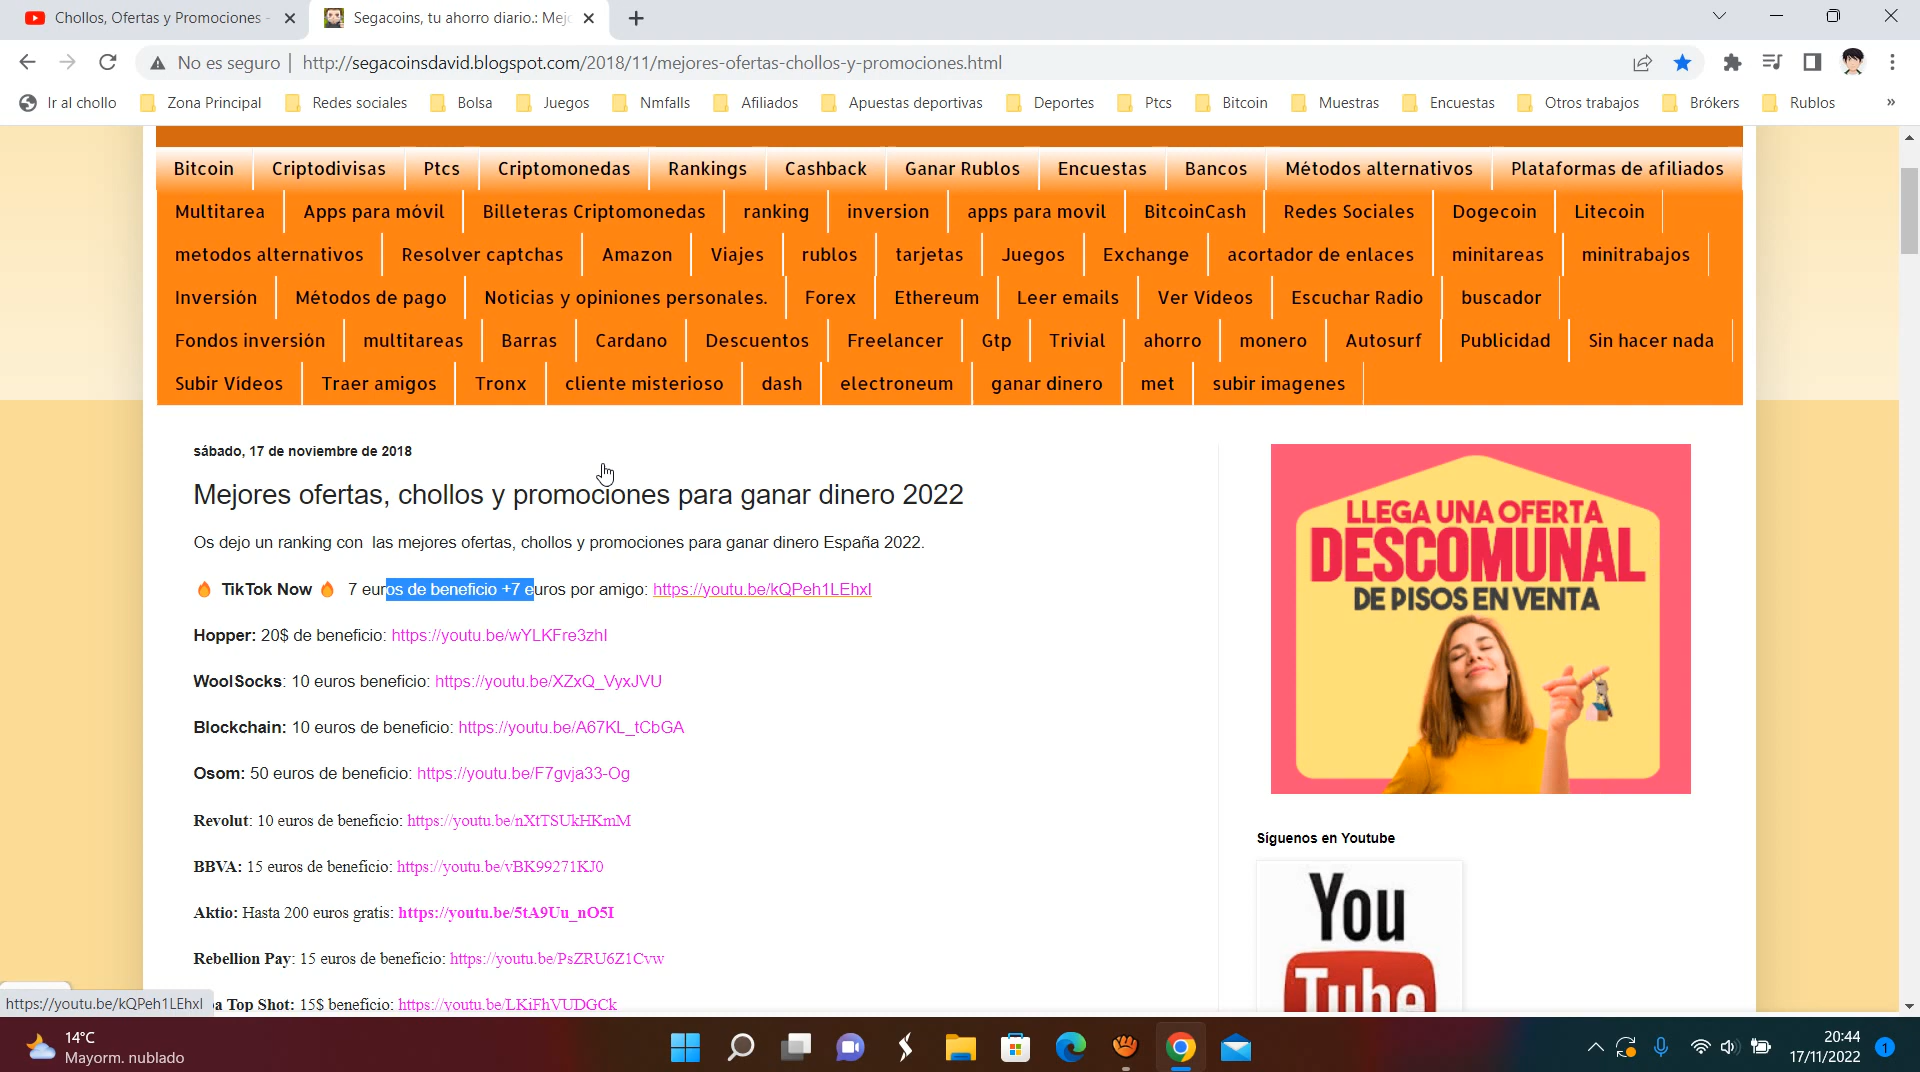 Chollos, Ofertas y Promociones -
Segacoins, tu ahorro diario.: Mej
No es seguro | http://segacoinsdavid.blogspot.com/2018/11/mejores-ofertas-chollos-y-promociones.html
Ir al chollo Zona Principal Redes sociales Bolsa Juegos Nmfalls Afiliados Apuestas deportivas Deportes Ptcs Bitcoin Muestras Encuestas Otros trabajos Brókers Rublos »
Bitcoin Criptodivisas Ptcs Criptomonedas Rankings Cashback Ganar Rublos Encuestas Bancos Métodos alternativos Plataformas de afiliados
Multitarea Apps para móvil Billeteras Criptomonedas ranking inversion apps para movil BitcoinCash Redes Sociales Dogecoin Litecoin
metodos alternativos Resolver captchas Amazon Viajes rublos tarjetas Juegos Exchange acortador de enlaces minitareas minitrabajos
Inversión Métodos de pago Noticias y opiniones personales. Forex Ethereum Leer emails Ver Vídeos Escuchar Radio buscador
Fondos inversión multitareas Barras Cardano Descuentos Freelancer Gtp Trivial ahorro monero Autosurf Publicidad Sin hacer nada
Subir Vídeos Traer amigos Tronx cliente misterioso dash electroneum ganar dinero met subir imagenes
sábado, 17 de noviembre de 2018
Mejores ofertas, chollos y promociones para ganar dinero 2022
Os dejo un ranking con las mejores ofertas, chollos y promociones para ganar dinero España 2022.
🔥 TikTok Now 🔥 7 euros de beneficio +7 euros por amigo: https://youtu.be/kQPeh1LEhxI
Hopper: 20$ de beneficio: https://youtu.be/wYLKFre3zhI
WoolSocks: 10 euros beneficio: https://youtu.be/XZxQ_VyxJVU
Blockchain: 10 euros de beneficio: https://youtu.be/A67KL_tCbGA
Osom: 50 euros de beneficio: https://youtu.be/F7gvja33-Og
Revolut: 10 euros de beneficio: https://youtu.be/nXtTSUkHKmM
BBVA: 15 euros de beneficio: https://youtu.be/vBK99271KJ0
Aktio: Hasta 200 euros gratis: https://youtu.be/5tA9Uu_nO5I
Rebellion Pay: 15 euros de beneficio: https://youtu.be/PsZRU6Z1Cvw
a Top Shot: 15$ beneficio: https://youtu.be/LKiFhVUDGCk
https://youtu.be/kQPeh1LEhxI
LLEGA UNA OFERTA
DESCOMUNAL
DE PISOS EN VENTA
Síguenos en Youtube
You
Tube
14°C
Mayorm. nublado
20:44
17/11/2022
1